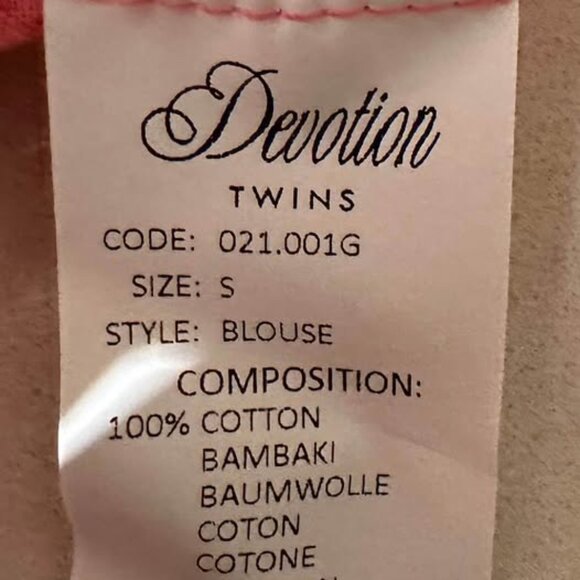 Devotion
TWINS
CODE: 021.001G
SIZE: S
STYLE: BLOUSE
COMPOSITION:
100% COTTON
BAMBAKI
BAUMWOLLE
COTON
COTONE